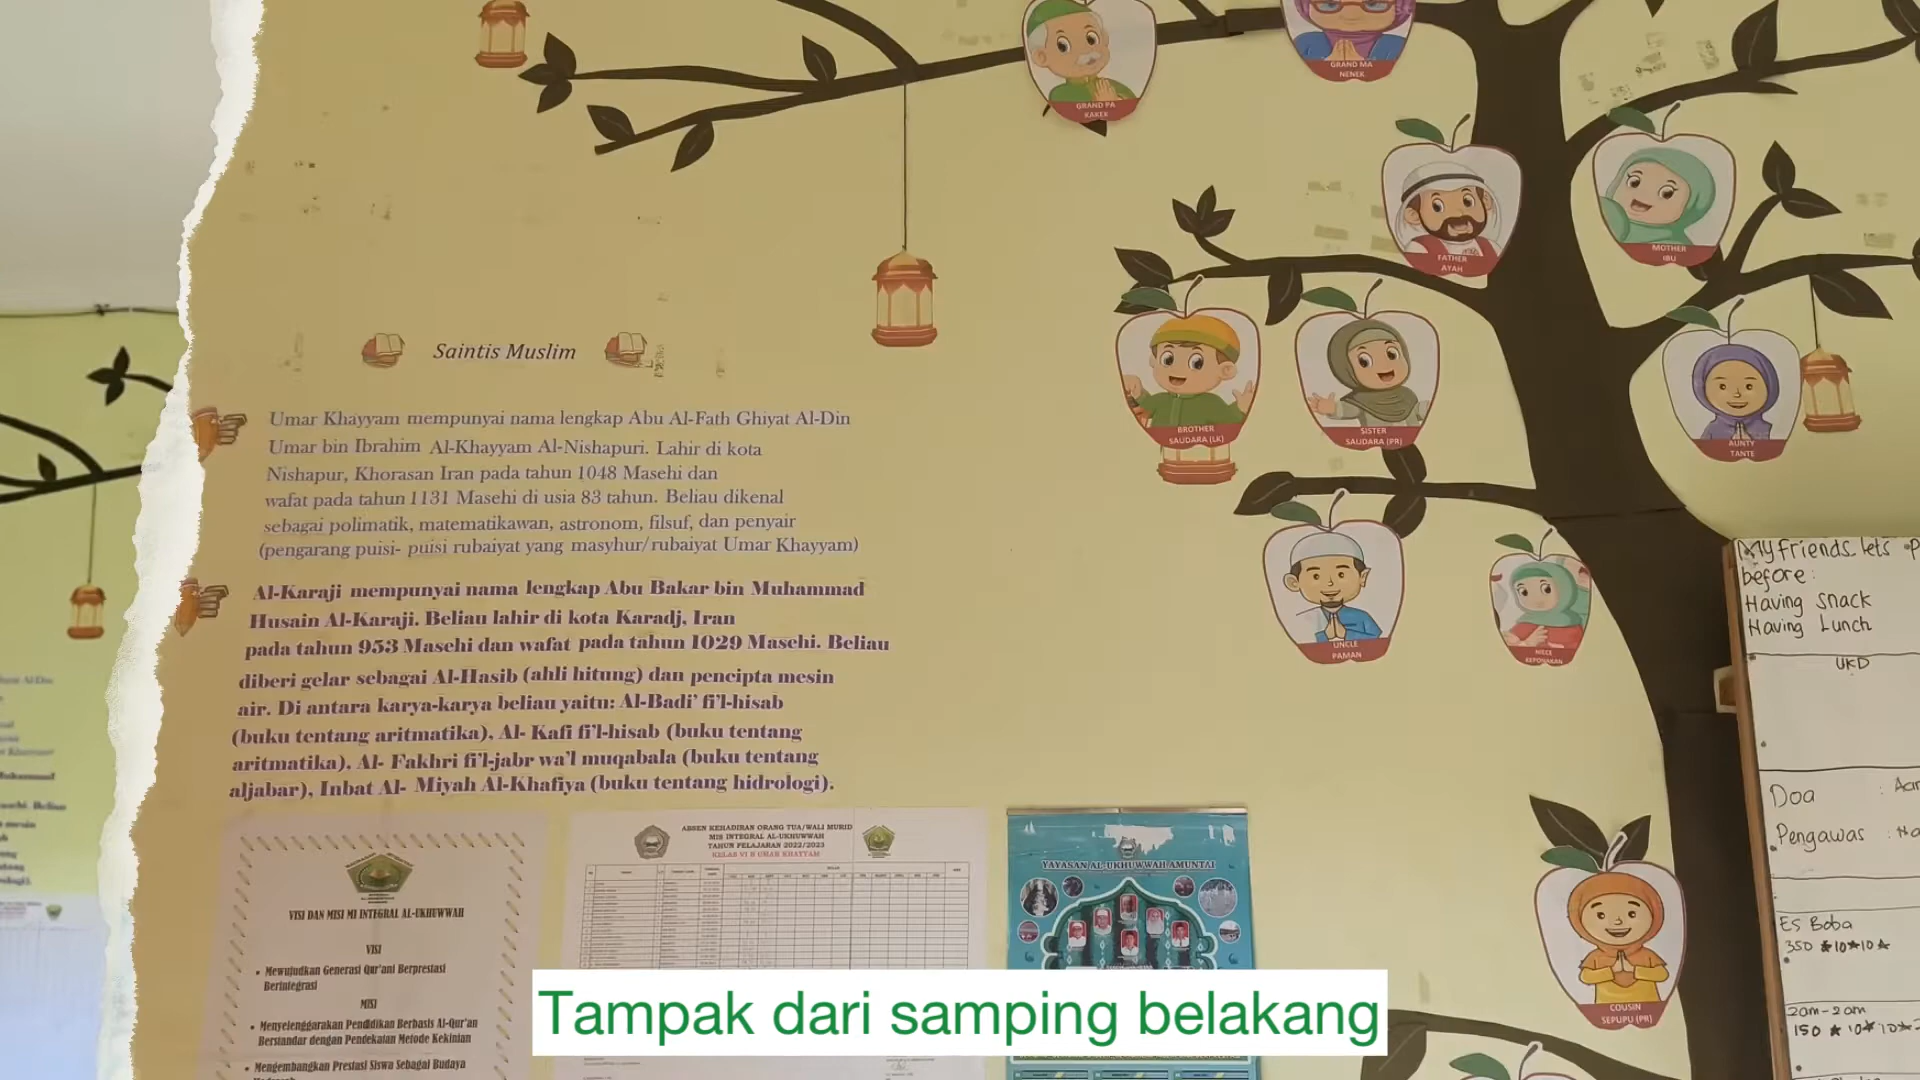 GRAND PA
KAKEK
GRAND MA
NENEK
FATHER
AYAH
MOTHER
IBU
BROTHER
SAUDARA (LK)
SISTER
SAUDARA (PR)
AUNTY
TANTE
UNCLE
PAMAN
NIECE
KEPONAKAN
COUSIN
SEPUPU (PR)
Saintis Muslim
Umar Khayyam mempunyai nama lengkap Abu Al-Fath Ghiyat Al-Din
Umar bin Ibrahim Al-Khayyam Al-Nishapuri. Lahir di kota
Nishapur, Khorasan Iran pada tahun 1048 Masehi dan
wafat pada tahun 1131 Masehi di usia 83 tahun. Beliau dikenal
sebagai polimatik, matematikawan, astronom, filsuf, dan penyair
(pengarang puisi- puisi rubaiyat yang masyhur/rubaiyat Umar Khayyam)
Al-Karaji mempunyai nama lengkap Abu Bakar bin Muhammad
Husain Al-Karaji. Beliau lahir di kota Karadj, Iran
pada tahun 953 Masehi dan wafat pada tahun 1029 Masehi. Beliau
diberi gelar sebagai Al-Hasib (ahli hitung) dan pencipta mesin
air. Di antara karya-karya beliau yaitu: Al-Badi' fi'l-hisab
(buku tentang aritmatika), Al- Kafi fi'l-hisab (buku tentang
aritmatika). Al- Fakhri fi'l-jabr wa'l muqabala (buku tentang
aljabar), Inbat Al- Miyah Al-Khafiya (buku tentang hidrologi).
VISI DAN MISI MI INTEGRAL AL-UKHUWWAH
VISI
• Mewujudkan Generasi Qur'ani Berprestasi
Berintegrasi
MISI
• Menyelenggarakan Pendidikan Berbasis Al-Qur'an
Berstandar dengan Pendekatan Metode Kekinian
• Mengembangkan Prestasi Siswa Sebagai Budaya
ABSEN KEHADIRAN ORANG TUA/WALI MURID
MIS INTEGRAL AL-UKHUWWAH
TAHUN PELAJARAN 2022/2023
KELAS VI B UMAR KHAYYAM
YAYASAN AL-UKHUWWAH AMUNTAI
My friends lets
before:
Having Snack
Having Lunch
UKD
Doa :
Pengawas :
Es Boba
350 ★10★10★
2am-2am
150 ★10★10★
Tampak dari samping belakang